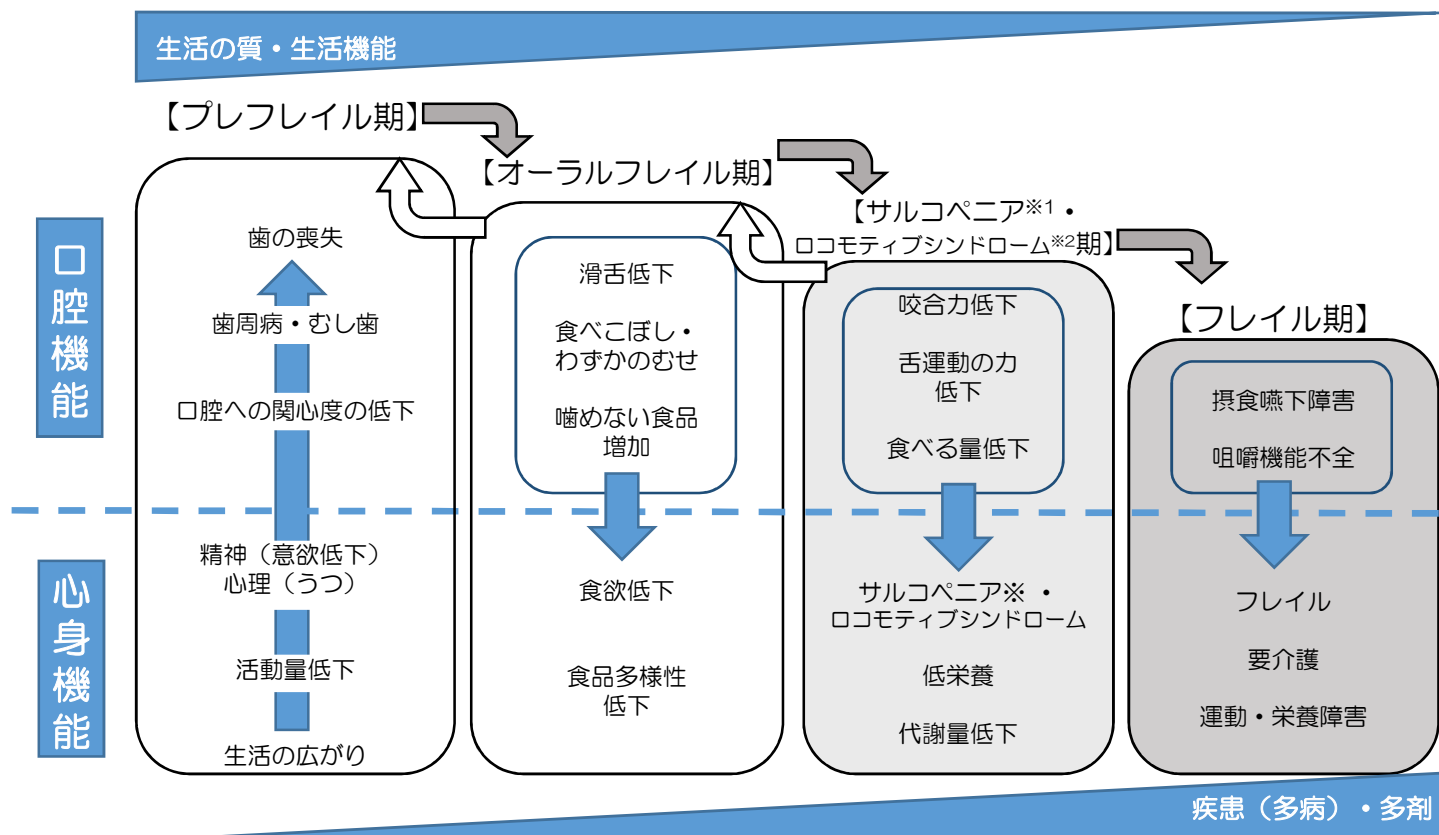 生活の質・生活機能
【プレフレイル期】
【オーラルフレイル期】
【サルコペニア※1・
ロコモティブシンドローム※2期】
【フレイル期】
口腔機能
歯の喪失
歯周病・むし歯
口腔への関心度の低下
滑舌低下
食べこぼし・
わずかのむせ
噛めない食品
増加
咬合力低下
舌運動の力
低下
食べる量低下
摂食嚥下障害
咀嚼機能不全
心身機能
精神（意欲低下）
心理（うつ）
活動量低下
生活の広がり
食欲低下
食品多様性
低下
サルコペニア※ ・
ロコモティブシンドローム
低栄養
代謝量低下
フレイル
要介護
運動・栄養障害
疾患（多病）・多剤